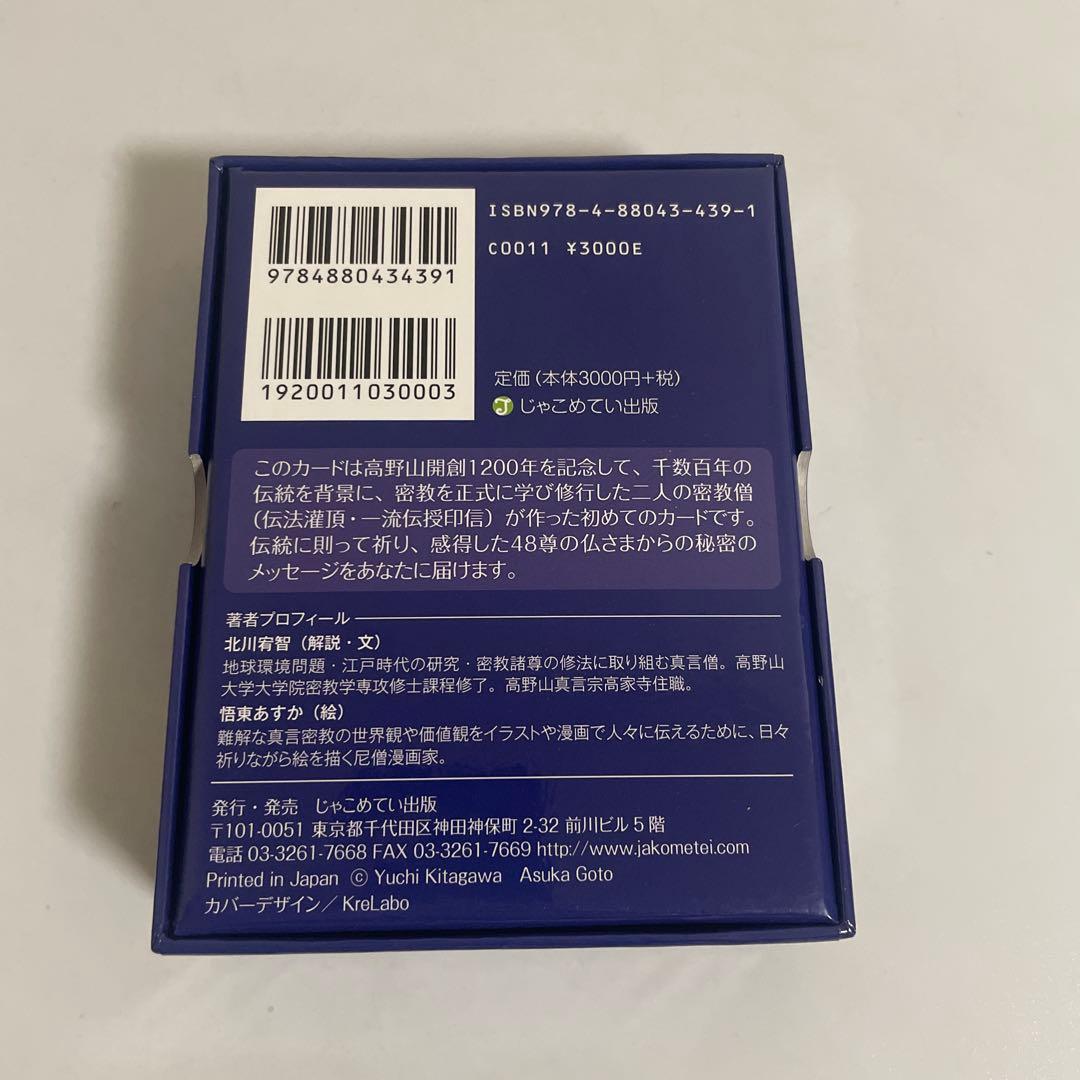 9784880434391
ISBN978-4-88043-439-1
C0011 ¥3000E
1920011030003
定価（本体3000円+税）
J じゃこめてい出版
このカードは高野山開創1200年を記念して、千数百年の
伝統を背景に、密教を正式に学び修行した二人の密教僧
（伝法灌頂・一流伝授印信）が作った初めてのカードです。
伝統に則って祈り、感得した48尊の仏さまからの秘密の
メッセージをあなたに届けます。
著者プロフィール
北川宥智（解説・文）
地球環境問題・江戸時代の研究・密教諸尊の修法に取り組む真言僧。高野山
大学大学院密教学専攻修士課程修了。高野山真言宗高家寺住職。
悟東あすか（絵）
難解な真言密教の世界観や価値観をイラストや漫画で人々に伝えるために、日々
祈りながら絵を描く尼僧漫画家。
発行・発売　じゃこめてい出版
〒101-0051 東京都千代田区神田神保町 2-32 前川ビル５階
電話 03-3261-7668 FAX 03-3261-7669 http://www.jakometei.com
Printed in Japan © Yuchi Kitagawa　Asuka Goto
カバーデザイン／ KreLabo